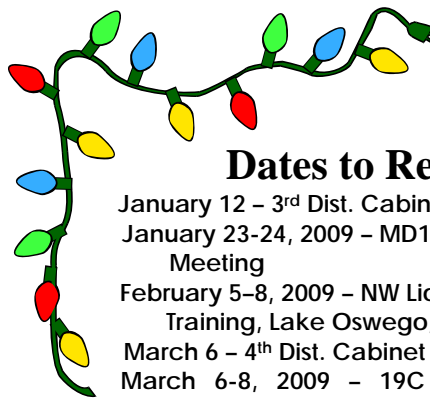 Dates to Re
January 12 – 3rd Dist. Cabin
January 23-24, 2009 – MD1
Meeting
February 5–8, 2009 – NW Lio
Training, Lake Oswego,
March 6 – 4th Dist. Cabinet
March 6-8, 2009 – 19C